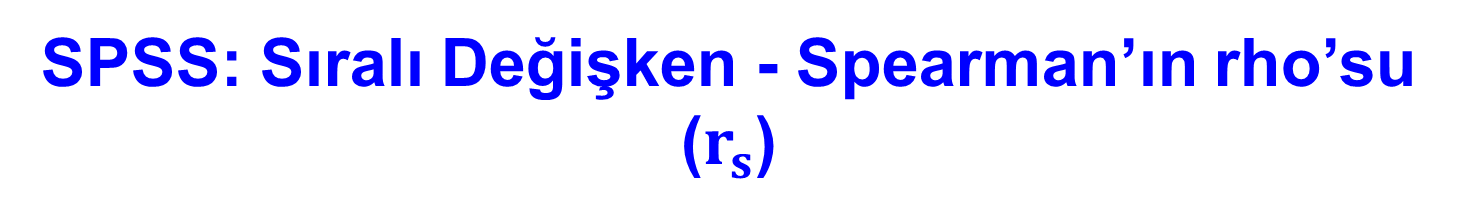 SPSS: Sıralı Değişken - Spearman’ın rho’su
(rₛ)